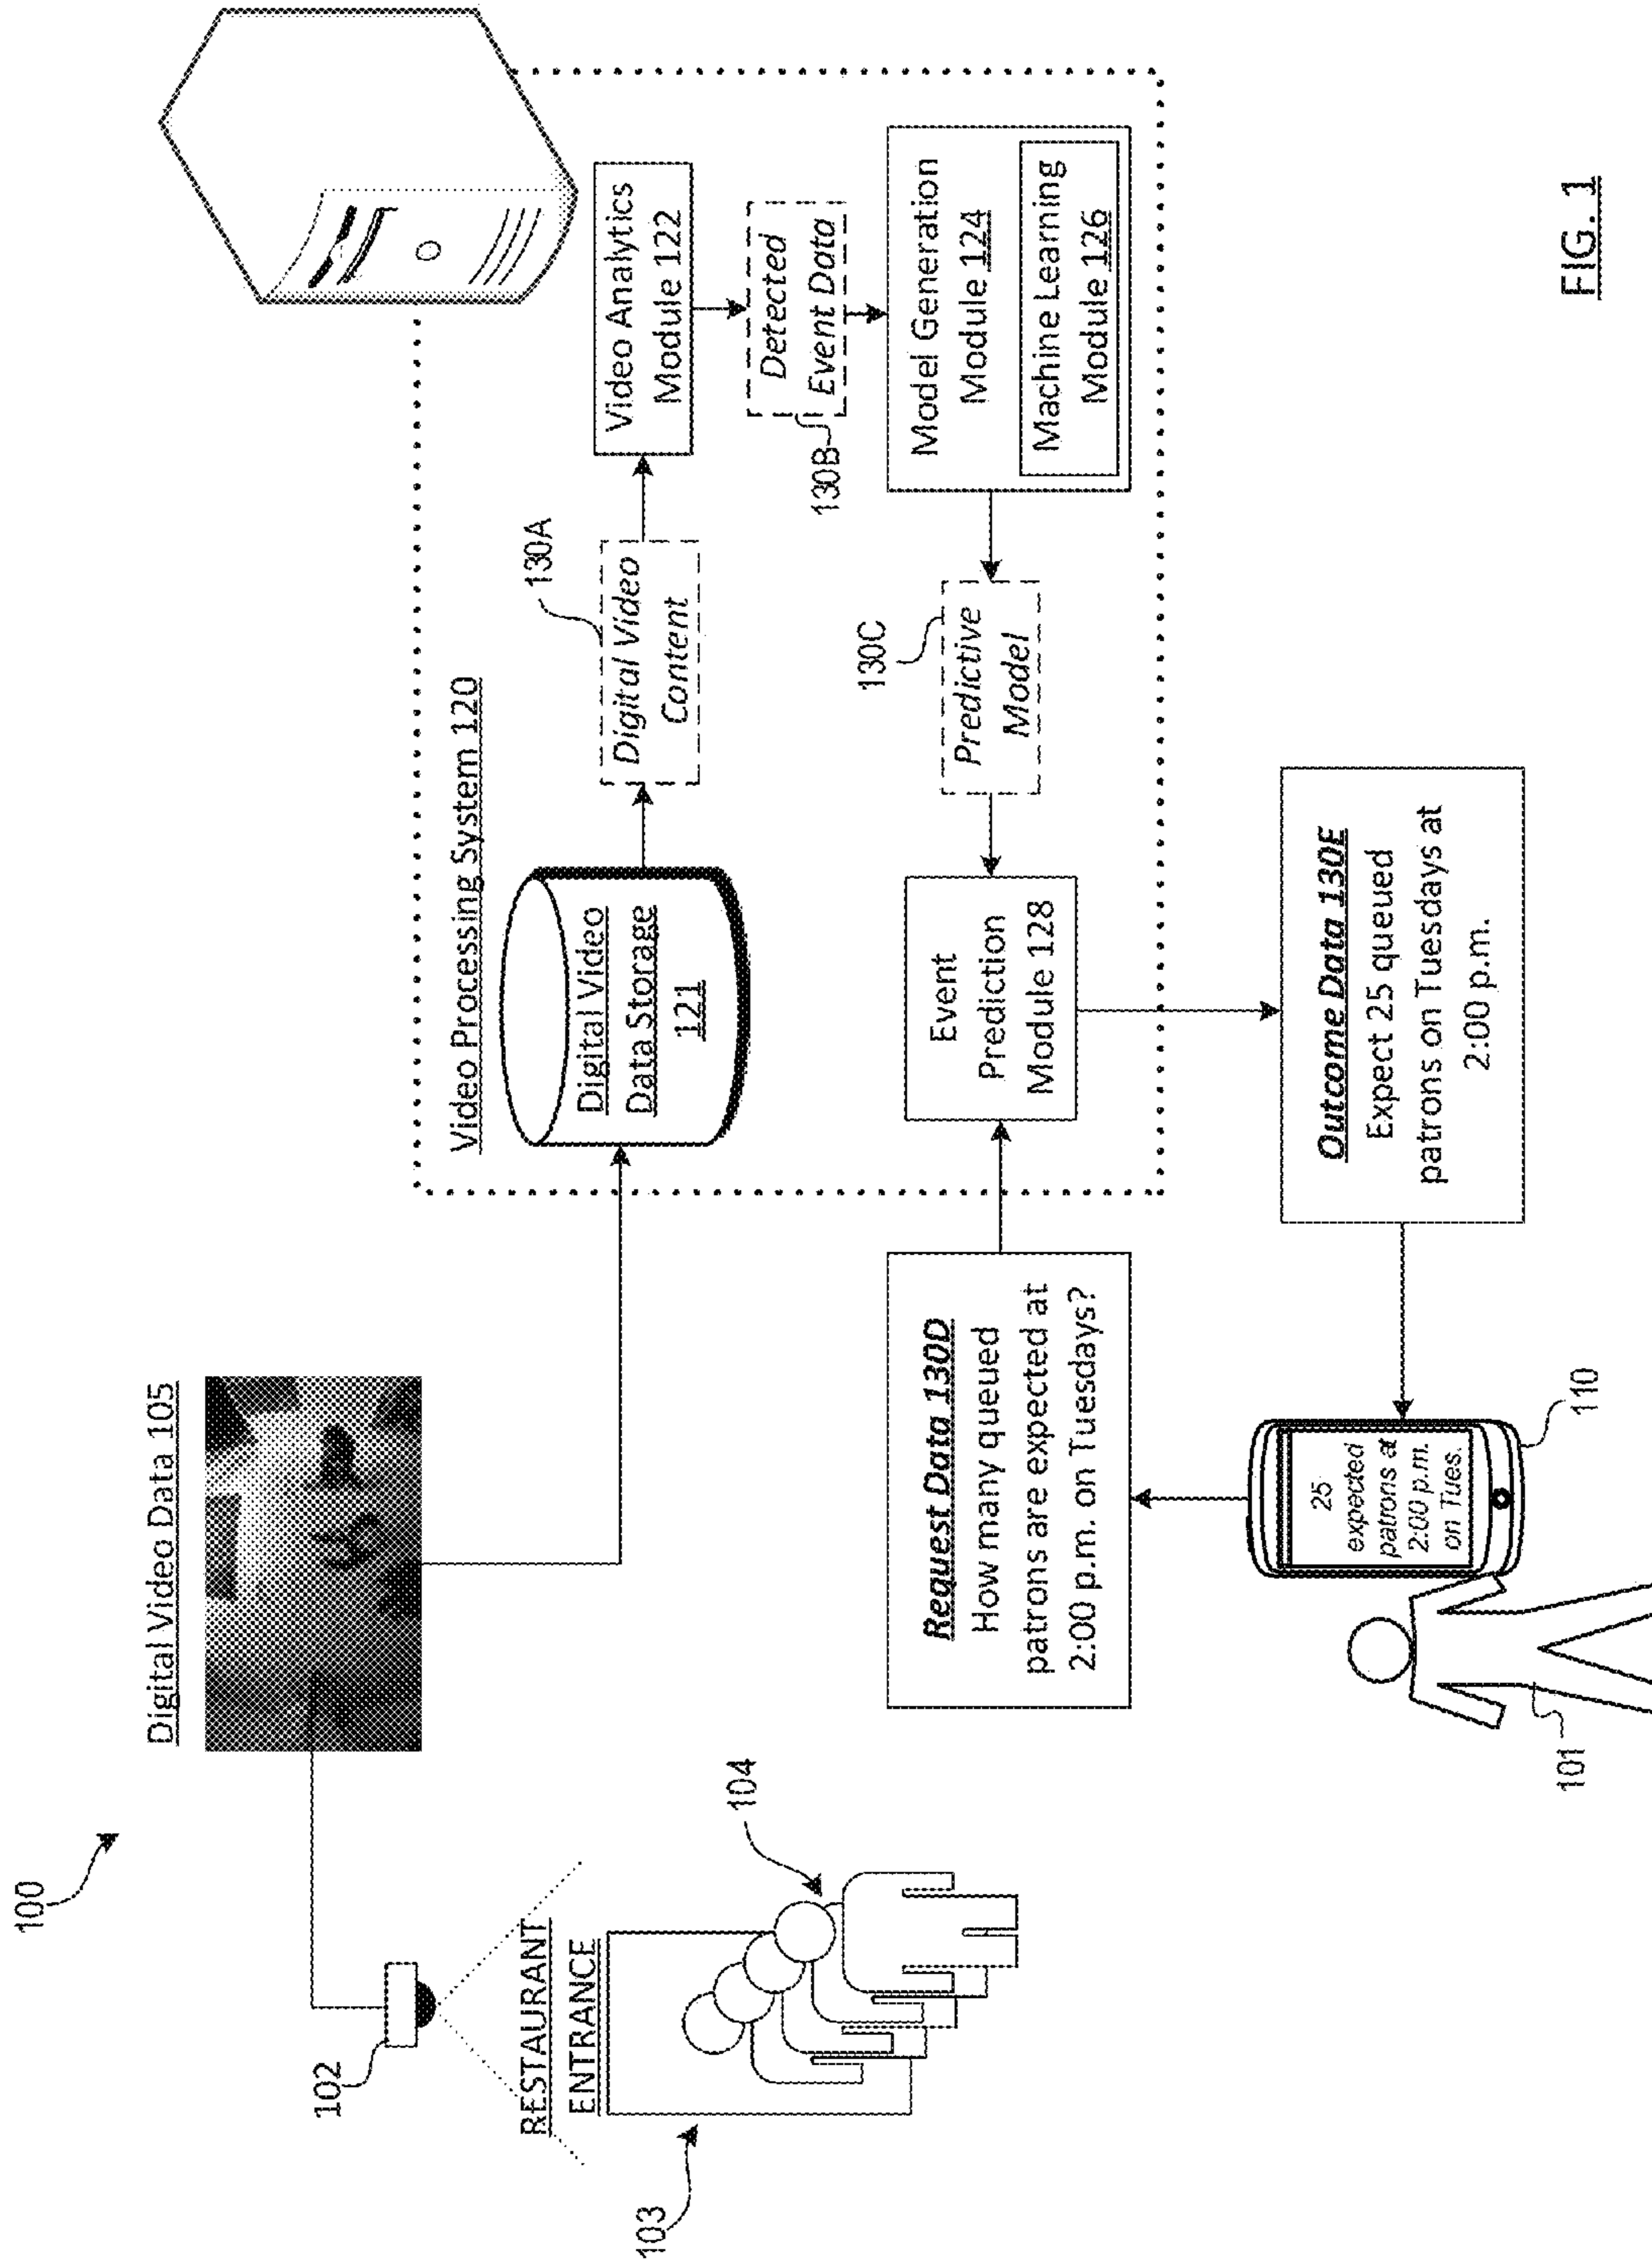 100
Digital Video Data 105
102
RESTAURANT
ENTRANCE
103
104
Video Processing System 120
Digital Video
Data Storage
121
130A
Digital Video
Content
Video Analytics
Module 122
Detected
Event Data
130B
Model Generation
Module 124
Machine Learning
Module 126
130C
Predictive
Model
Event
Prediction
Module 128
Request Data 130D
How many queued
patrons are expected at
2:00 p.m. on Tuesdays?
Outcome Data 130E
Expect 25 queued
patrons on Tuesdays at
2:00 p.m.
25
expected
patrons at
2:00 p.m.
on Tues.
110
101
FIG. 1